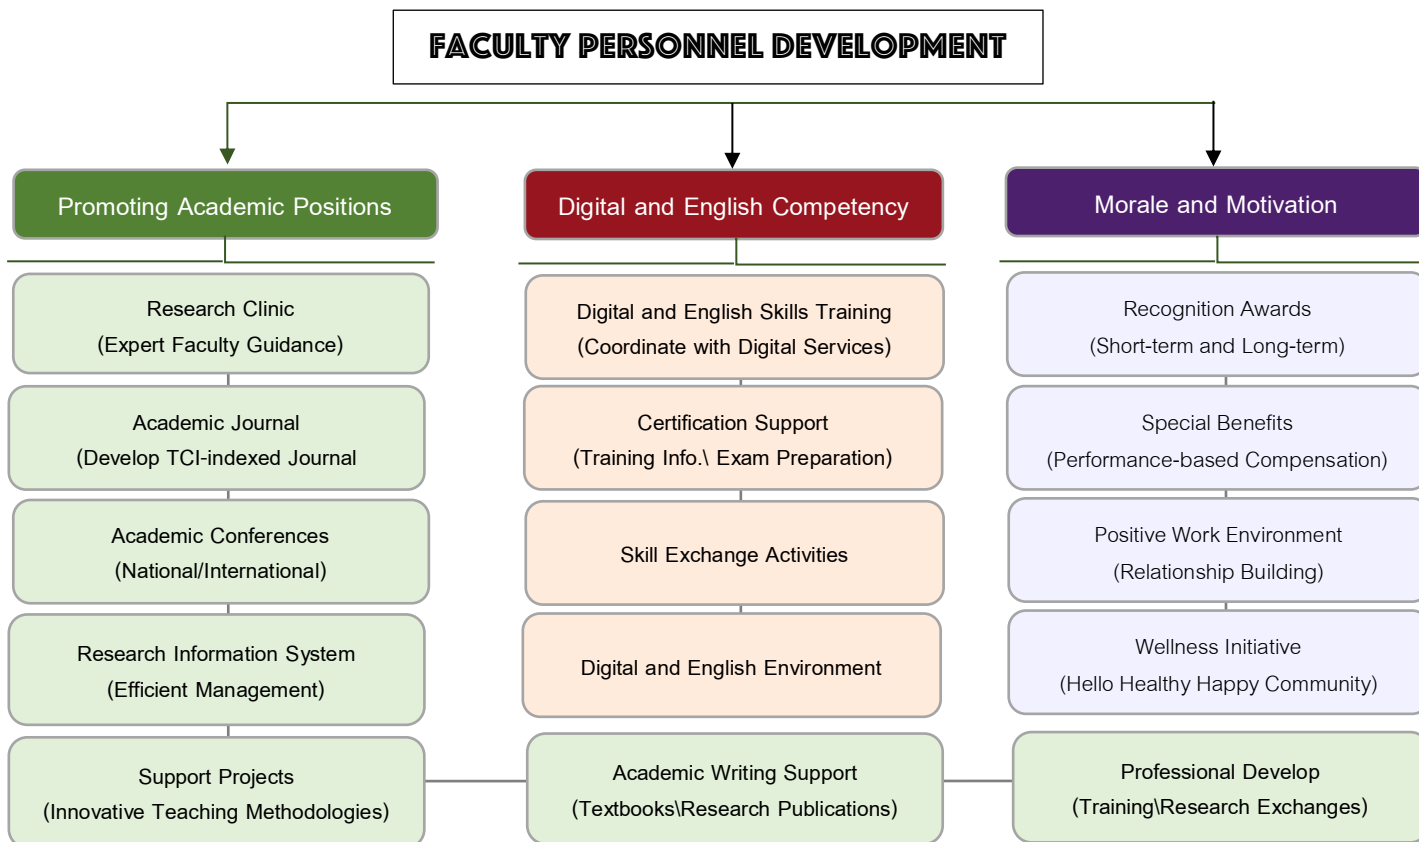 FACULTY PERSONNEL DEVELOPMENT
Promoting Academic Positions
Research Clinic
(Expert Faculty Guidance)
Academic Journal
(Develop TCI-indexed Journal
Academic Conferences
(National/International)
Research Information System
(Efficient Management)
Support Projects
(Innovative Teaching Methodologies)
Digital and English Competency
Digital and English Skills Training
(Coordinate with Digital Services)
Certification Support
(Training Info.\ Exam Preparation)
Skill Exchange Activities
Digital and English Environment
Academic Writing Support
(Textbooks\Research Publications)
Morale and Motivation
Recognition Awards
(Short-term and Long-term)
Special Benefits
(Performance-based Compensation)
Positive Work Environment
(Relationship Building)
Wellness Initiative
(Hello Healthy Happy Community)
Professional Develop
(Training\Research Exchanges)